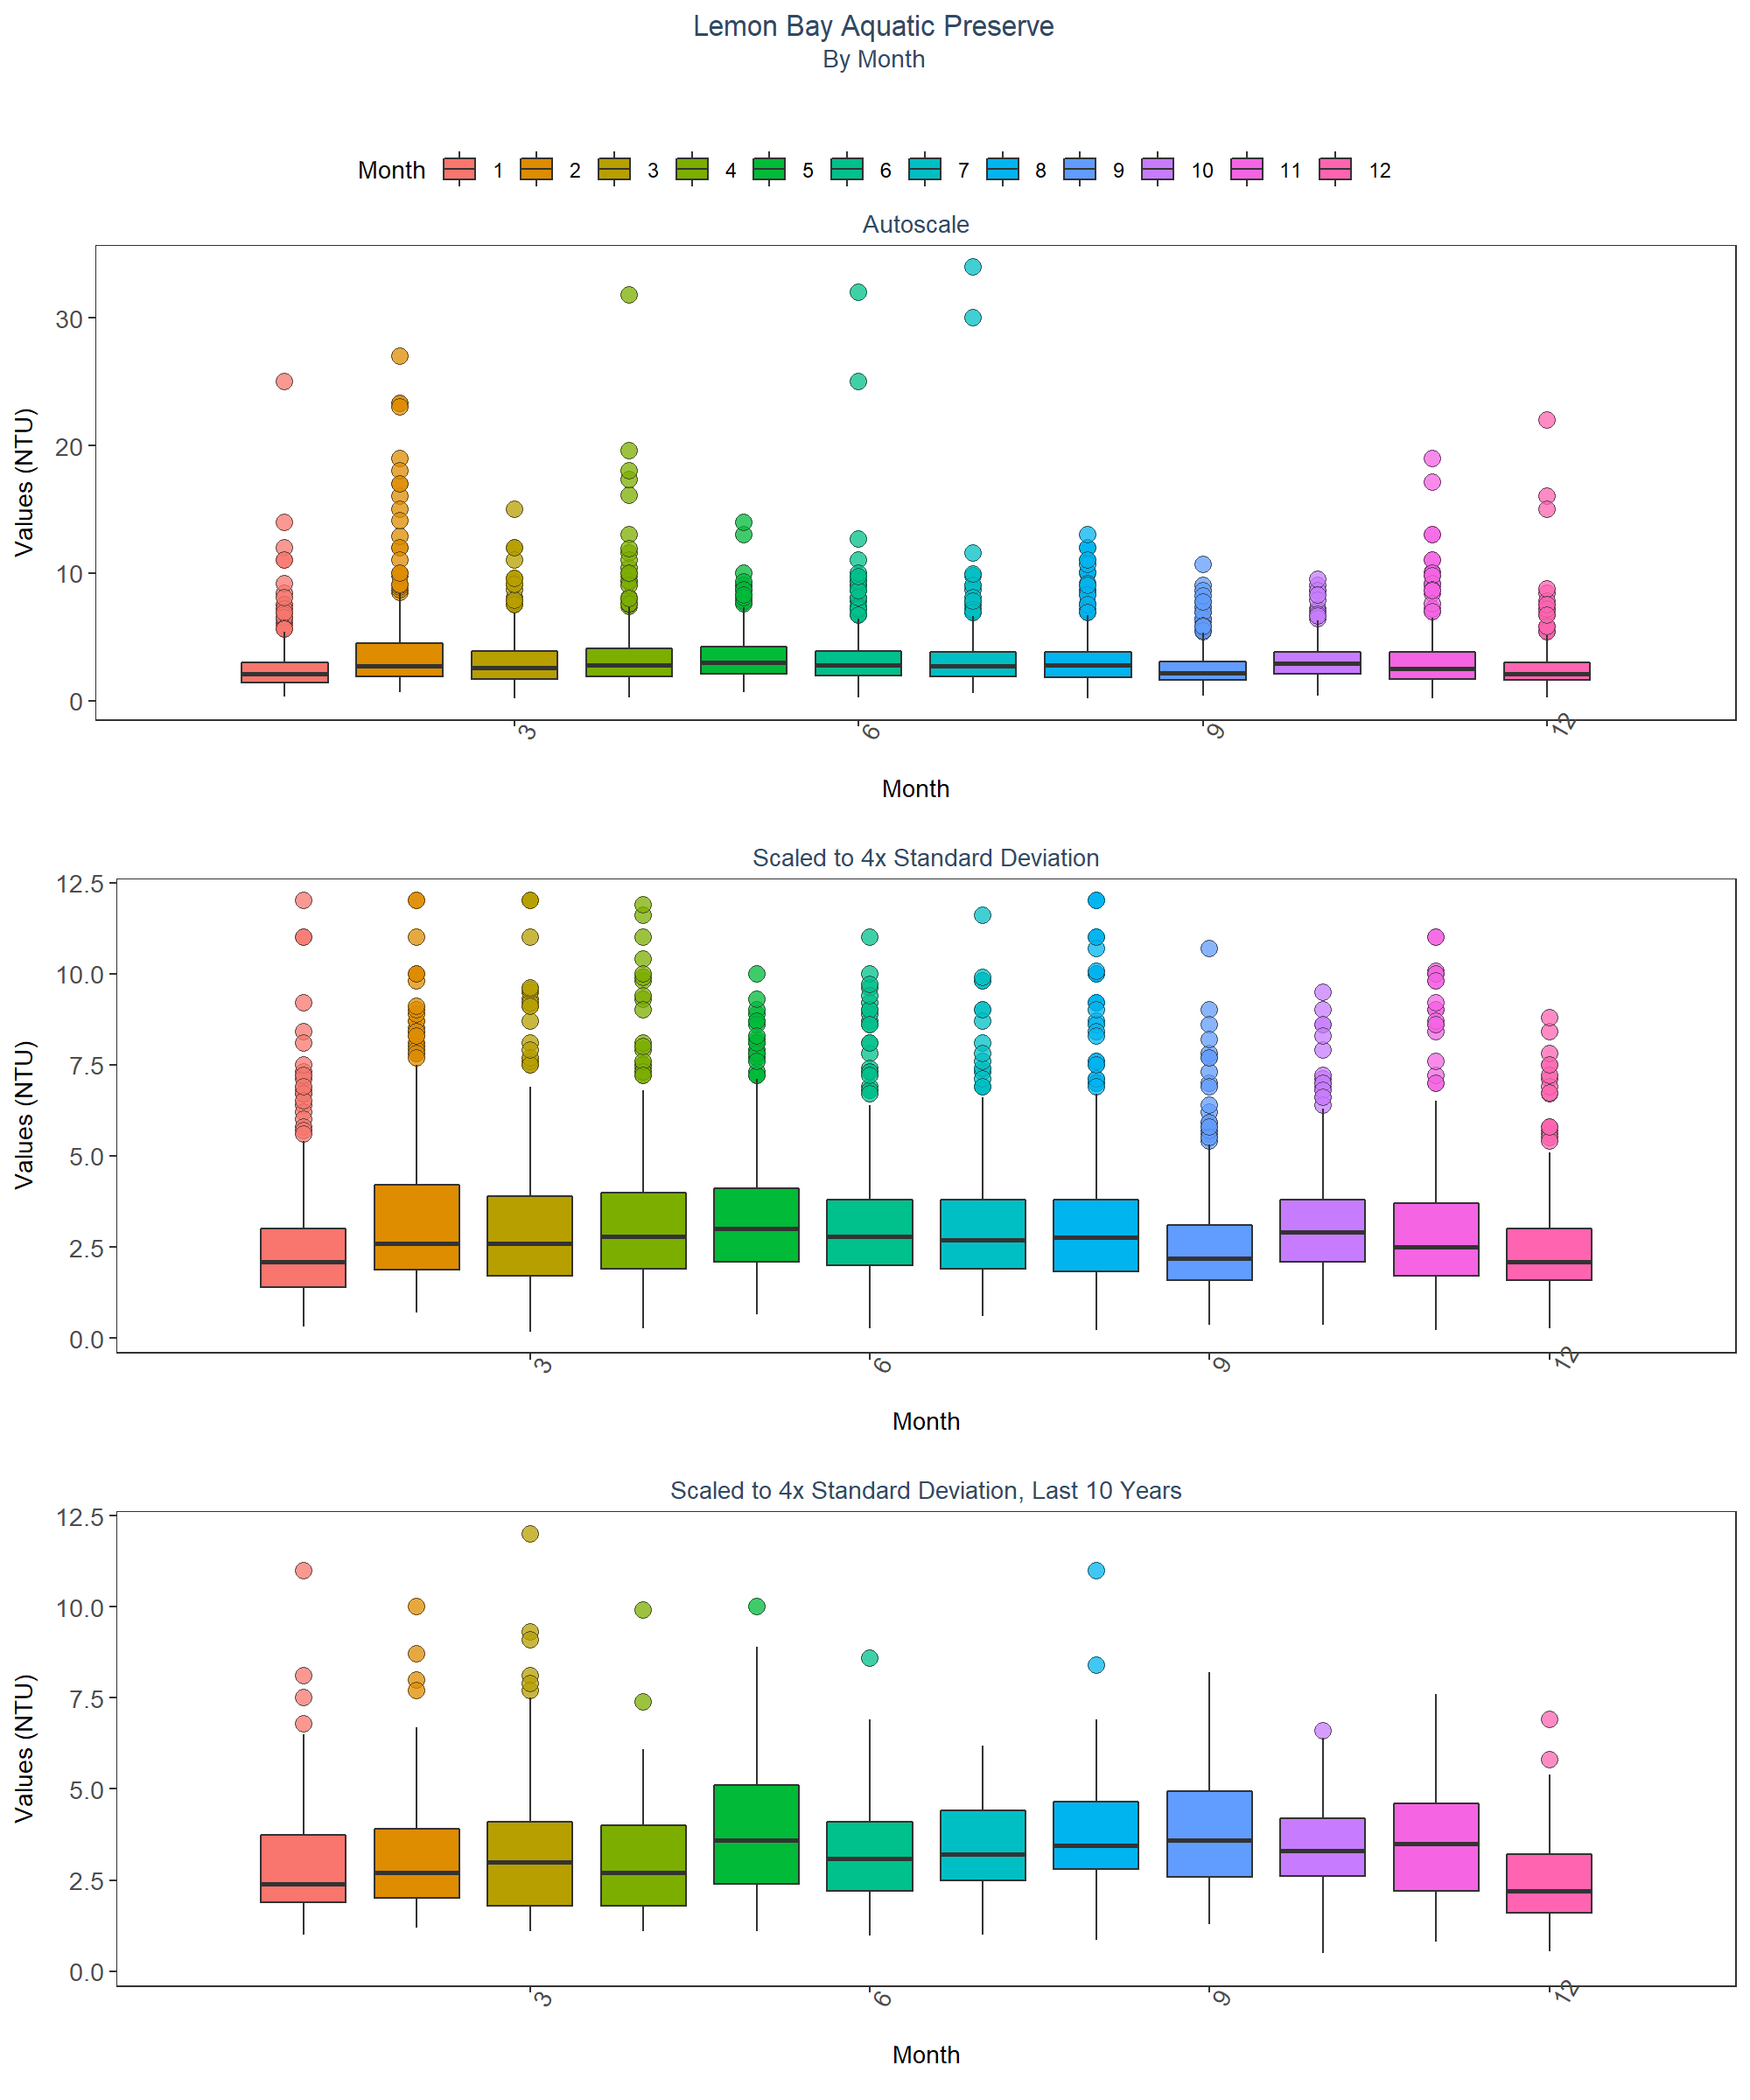 Lemon Bay Aquatic Preserve
By Month
Month 1 2 3 4 5 6 7 8 9 10 11 12
Autoscale
Values (NTU)
30
20
10
0
3 6 9 12
Month
Scaled to 4x Standard Deviation
Values (NTU)
12.5
10.0
7.5
5.0
2.5
0.0
3 6 9 12
Month
Scaled to 4x Standard Deviation, Last 10 Years
Values (NTU)
12.5
10.0
7.5
5.0
2.5
0.0
3 6 9 12
Month